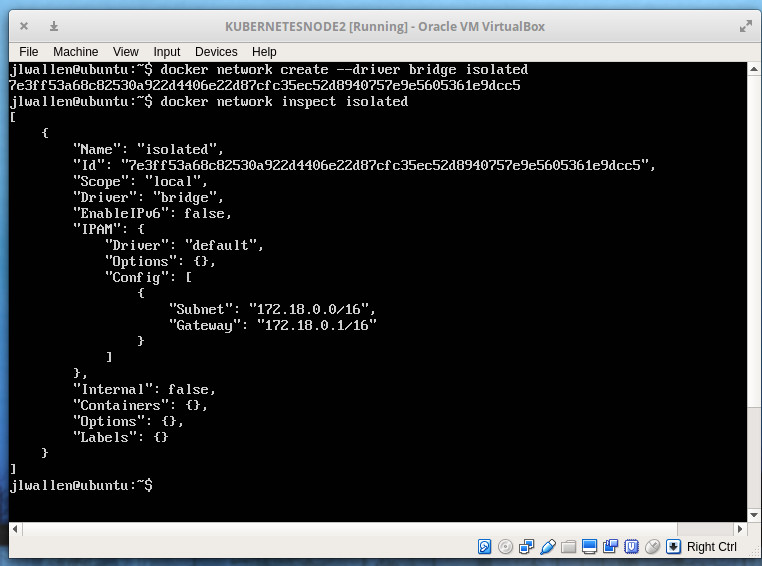 KUBERNETESNODE2 [Running] - Oracle VM VirtualBox
File Machine View Input Devices Help
jlwallen@ubuntu:~$ docker network create --driver bridge isolated
7e3ff53a68c82530a922d4406e22d87cfc35ec52d8940757e9e5605361e9dcc5
jlwallen@ubuntu:~$ docker network inspect isolated
[
    {
        "Name": "isolated",
        "Id": "7e3ff53a68c82530a922d4406e22d87cfc35ec52d8940757e9e5605361e9dcc5",
        "Scope": "local",
        "Driver": "bridge",
        "EnableIPv6": false,
        "IPAM": {
            "Driver": "default",
            "Options": {},
            "Config": [
                {
                    "Subnet": "172.18.0.0/16",
                    "Gateway": "172.18.0.1/16"
                }
            ]
        },
        "Internal": false,
        "Containers": {},
        "Options": {},
        "Labels": {}
    }
]
jlwallen@ubuntu:~$
Right Ctrl